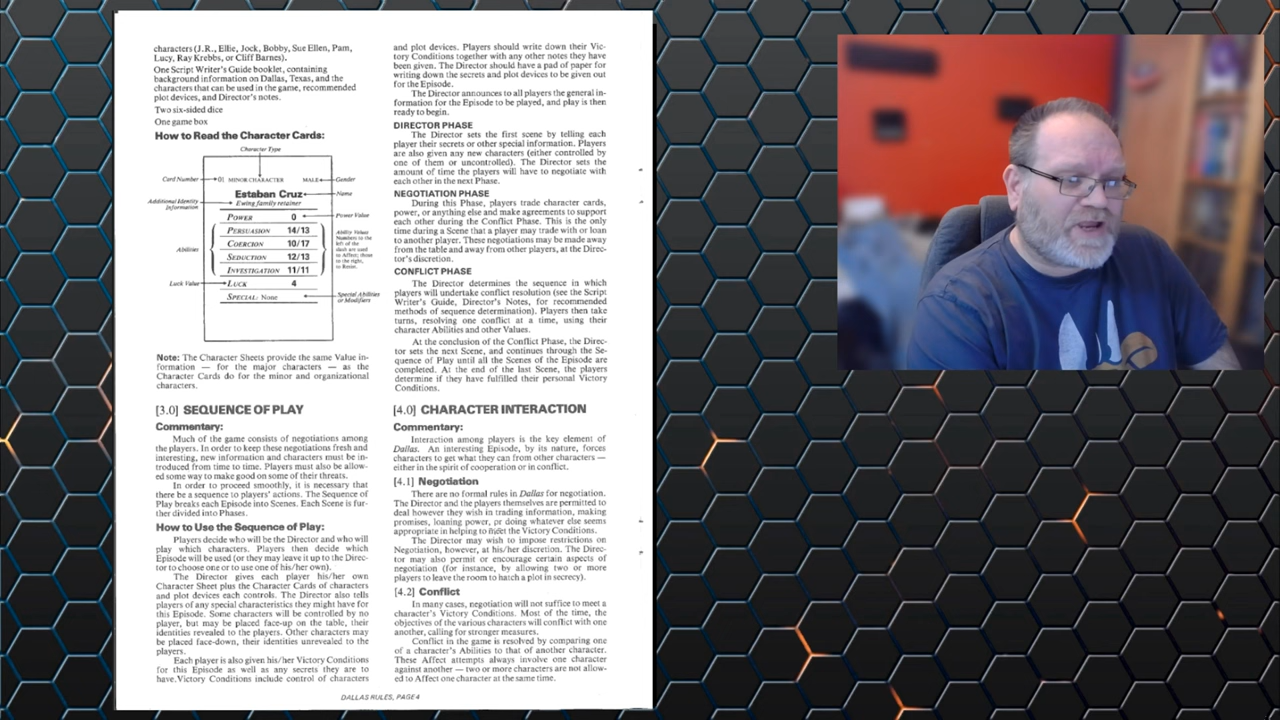 characters (J.R., Ellie, Jock, Bobby, Sue Ellen, Pam,
Lucy, Ray Krebbs, or Cliff Barnes).
One Script Writer's Guide booklet, containing
background information on Dallas, Texas, and the
characters that can be used in the game, recommended
plot devices, and Director's notes.
Two six-sided dice
One game box
How to Read the Character Cards:
Character Type
Card Number
01 MINOR CHARACTER MALE
Gender
Estaban Cruz
Name
Additional Identity
Information
Ewing family retainer
POWER 0
Power Value
Abilities
PERSUASION 14/13
COERCION 10/17
SEDUCTION 12/13
INVESTIGATION 11/11
Ability Values
Numbers to the
left of the
dash are used
to Affect; those
to the right,
to Resist.
Luck Value
LUCK 4
SPECIAL: None
Special Abilities
or Modifiers
Note: The Character Sheets provide the same Value in-
formation — for the major characters — as the
Character Cards do for the minor and organizational
characters.
[3.0] SEQUENCE OF PLAY
Commentary:
Much of the game consists of negotiations among
the players. In order to keep these negotiations fresh and
interesting, new information and characters must be in-
troduced from time to time. Players must also be allow-
ed some way to make good on some of their threats.
In order to proceed smoothly, it is necessary that
there be a sequence to players' actions. The Sequence of
Play breaks each Episode into Scenes. Each Scene is fur-
ther divided into Phases.
How to Use the Sequence of Play:
Players decide who will be the Director and who will
play which characters. Players then decide which
Episode will be used (or they may leave it up to the Direc-
tor to choose one or to use one of his/her own).
The Director gives each player his/her own
Character Sheet plus the Character Cards of characters
and plot devices each controls. The Director also tells
players of any special characteristics they might have for
this Episode. Some characters will be controlled by no
player, but may be placed face-up on the table, their
identities revealed to the players. Other characters may
be placed face-down, their identities unrevealed to the
players.
Each player is also given his/her Victory Conditions
for this Episode as well as any secrets they are to
have.Victory Conditions include control of characters
and plot devices. Players should write down their Vic-
tory Conditions together with any other notes they have
been given. The Director should have a pad of paper for
writing down the secrets and plot devices to be given out
for the Episode.
The Director announces to all players the general in-
formation for the Episode to be played, and play is then
ready to begin.
DIRECTOR PHASE
The Director sets the first scene by telling each
player their secrets or other special information. Players
are also given any new characters (either controlled by
one of them or uncontrolled). The Director sets the
amount of time the players will have to negotiate with
each other in the next Phase.
NEGOTIATION PHASE
During this Phase, players trade character cards,
power, or anything else and make agreements to support
each other during the Conflict Phase. This is the only
time during a Scene that a player may trade with or loan
to another player. These negotiations may be made away
from the table and away from other players, at the Direc-
tor's discretion.
CONFLICT PHASE
The Director determines the sequence in which
players will undertake conflict resolution (see the Script
Writer's Guide, Director's Notes, for recommended
methods of sequence determination). Players then take
turns, resolving one conflict at a time, using their
character Abilities and other Values.
At the conclusion of the Conflict Phase, the Direc-
tor sets the next Scene, and continues through the Se-
quence of Play until all the Scenes of the Episode are
completed. At the end of the last Scene, the players
determine if they have fulfilled their personal Victory
Conditions.
[4.0] CHARACTER INTERACTION
Commentary:
Interaction among players is the key element of
Dallas. An interesting Episode, by its nature, forces
characters to get what they can from other characters —
either in the spirit of cooperation or in conflict.
[4.1] Negotiation
There are no formal rules in Dallas for negotiation.
The Director and the players themselves are permitted to
deal however they wish in trading information, making
promises, loaning power, or doing whatever else seems
appropriate in helping to meet the Victory Conditions.
The Director may wish to impose restrictions on
Negotiation, however, at his/her discretion. The Direc-
tor may also permit or encourage certain aspects of
negotiation (for instance, by allowing two or more
players to leave the room to hatch a plot in secrecy).
[4.2] Conflict
In many cases, negotiation will not suffice to meet a
character's Victory Conditions. Most of the time, the
objectives of the various characters will conflict with one
another, calling for stronger measures.
Conflict in the game is resolved by comparing one
of a character's Abilities to that of another character.
These Affect attempts always involve one character
against another — two or more characters are not allow-
ed to Affect one character at the same time.
DALLAS RULES, PAGE 4